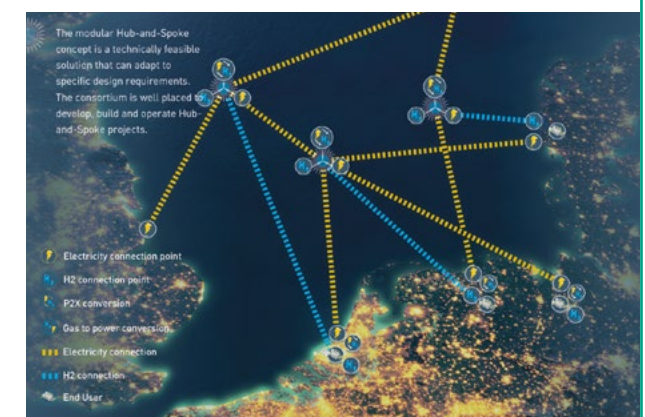 The modular Hub-and-Spoke
concept is a technically feasible
solution that can adapt to
specific design requirements.
The consortium is well placed to
develop, build and operate Hub-
and-Spoke projects.
Electricity connection point
H2 connection point
P2X conversion
Gas to power conversion
Electricity connection
H2 connection
End User